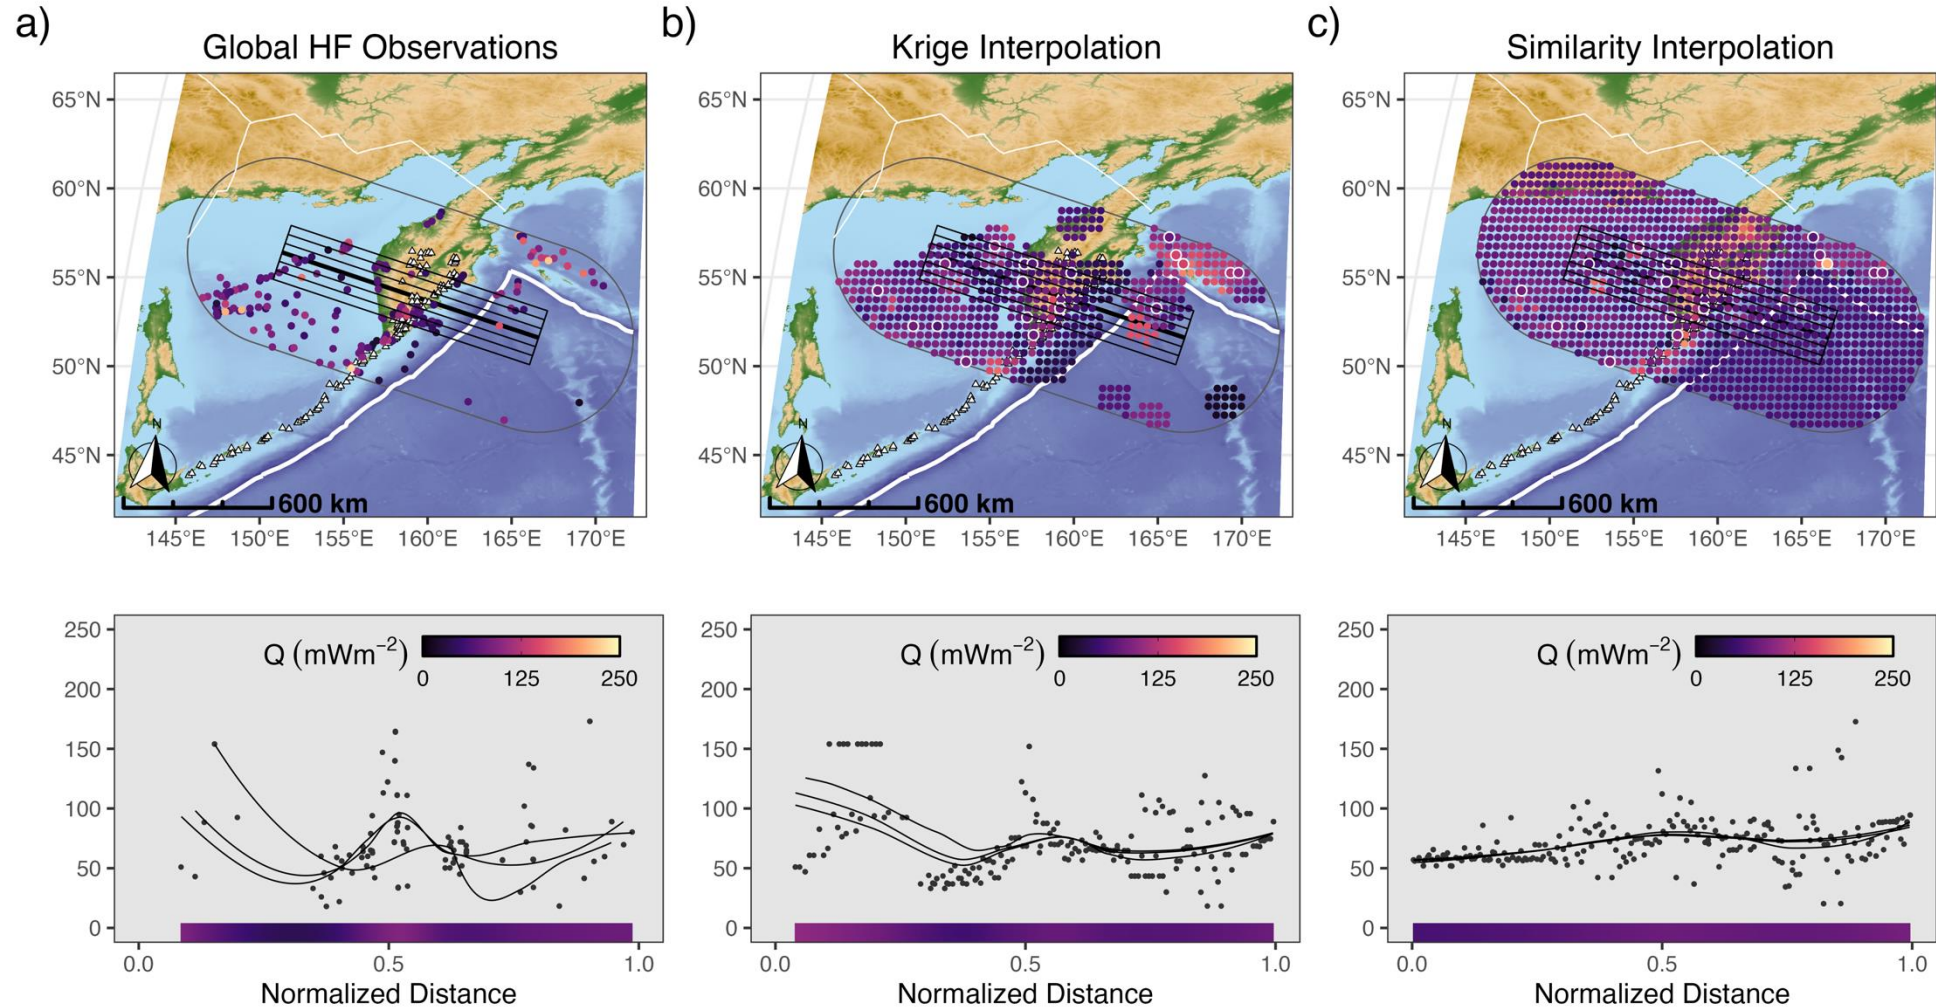 a)
Global HF Observations
65°N
60°N
55°N
50°N
45°N
N
600 km
145°E 150°E 155°E 160°E 165°E 170°E
b)
Krige Interpolation
65°N
60°N
55°N
50°N
45°N
N
600 km
145°E 150°E 155°E 160°E 165°E 170°E
c)
Similarity Interpolation
65°N
60°N
55°N
50°N
45°N
N
600 km
145°E 150°E 155°E 160°E 165°E 170°E
250
200
150
100
50
0
Q (mWm⁻²)
0 125 250
0.0 0.5 1.0
Normalized Distance
250
200
150
100
50
0
Q (mWm⁻²)
0 125 250
0.0 0.5 1.0
Normalized Distance
250
200
150
100
50
0
Q (mWm⁻²)
0 125 250
0.0 0.5 1.0
Normalized Distance